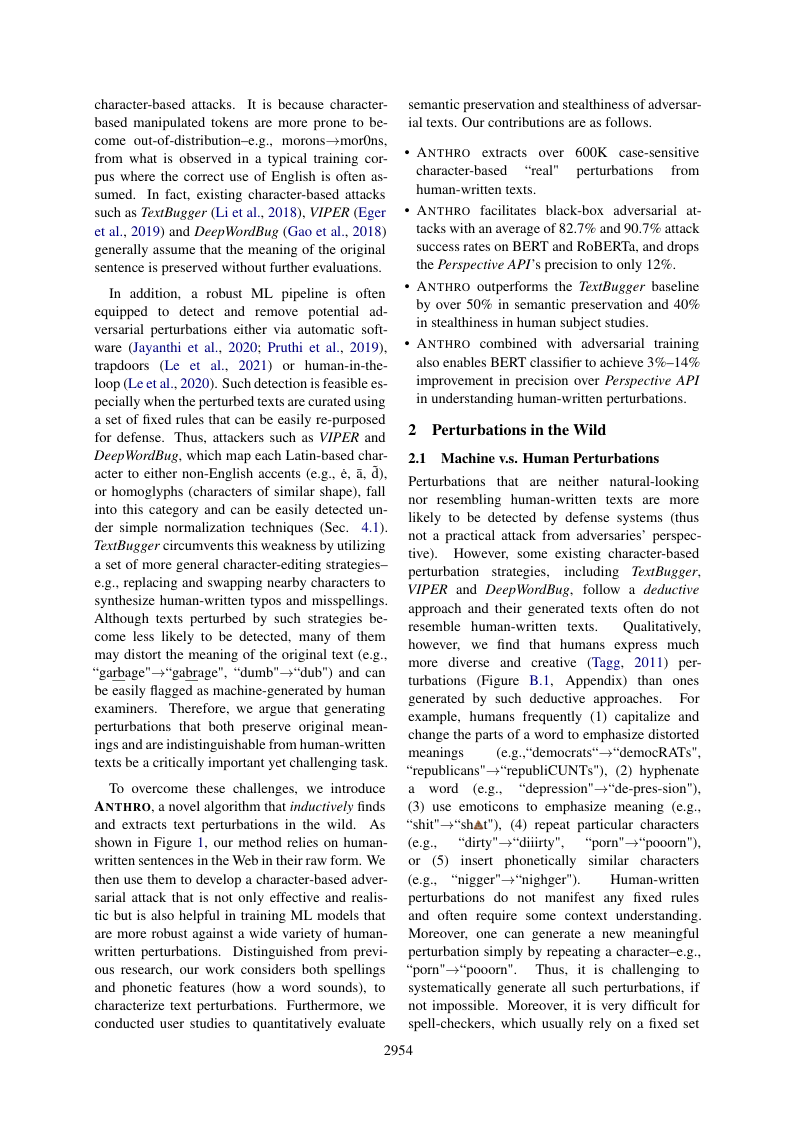 character-based attacks. It is because character-
based manipulated tokens are more prone to be-
come out-of-distribution–e.g., morons→mor0ns,
from what is observed in a typical training cor-
pus where the correct use of English is often as-
sumed. In fact, existing character-based attacks
such as TextBugger (Li et al., 2018), VIPER (Eger
et al., 2019) and DeepWordBug (Gao et al., 2018)
generally assume that the meaning of the original
sentence is preserved without further evaluations.
In addition, a robust ML pipeline is often
equipped to detect and remove potential ad-
versarial perturbations either via automatic soft-
ware (Jayanthi et al., 2020; Pruthi et al., 2019),
trapdoors (Le et al., 2021) or human-in-the-
loop (Le et al., 2020). Such detection is feasible es-
pecially when the perturbed texts are curated using
a set of fixed rules that can be easily re-purposed
for defense. Thus, attackers such as VIPER and
DeepWordBug, which map each Latin-based char-
acter to either non-English accents (e.g., ė, ā, d̃),
or homoglyphs (characters of similar shape), fall
into this category and can be easily detected un-
der simple normalization techniques (Sec. 4.1).
TextBugger circumvents this weakness by utilizing
a set of more general character-editing strategies–
e.g., replacing and swapping nearby characters to
synthesize human-written typos and misspellings.
Although texts perturbed by such strategies be-
come less likely to be detected, many of them
may distort the meaning of the original text (e.g.,
“garbage"→“gabrage", “dumb"→“dub") and can
be easily flagged as machine-generated by human
examiners. Therefore, we argue that generating
perturbations that both preserve original mean-
ings and are indistinguishable from human-written
texts be a critically important yet challenging task.
To overcome these challenges, we introduce
ANTHRO, a novel algorithm that inductively finds
and extracts text perturbations in the wild. As
shown in Figure 1, our method relies on human-
written sentences in the Web in their raw form. We
then use them to develop a character-based adver-
sarial attack that is not only effective and realis-
tic but is also helpful in training ML models that
are more robust against a wide variety of human-
written perturbations. Distinguished from previ-
ous research, our work considers both spellings
and phonetic features (how a word sounds), to
characterize text perturbations. Furthermore, we
conducted user studies to quantitatively evaluate
semantic preservation and stealthiness of adversar-
ial texts. Our contributions are as follows.
• ANTHRO extracts over 600K case-sensitive
character-based “real" perturbations from
human-written texts.
• ANTHRO facilitates black-box adversarial at-
tacks with an average of 82.7% and 90.7% attack
success rates on BERT and RoBERTa, and drops
the Perspective API’s precision to only 12%.
• ANTHRO outperforms the TextBugger baseline
by over 50% in semantic preservation and 40%
in stealthiness in human subject studies.
• ANTHRO combined with adversarial training
also enables BERT classifier to achieve 3%–14%
improvement in precision over Perspective API
in understanding human-written perturbations.
2 Perturbations in the Wild
2.1 Machine v.s. Human Perturbations
Perturbations that are neither natural-looking
nor resembling human-written texts are more
likely to be detected by defense systems (thus
not a practical attack from adversaries’ perspec-
tive). However, some existing character-based
perturbation strategies, including TextBugger,
VIPER and DeepWordBug, follow a deductive
approach and their generated texts often do not
resemble human-written texts. Qualitatively,
however, we find that humans express much
more diverse and creative (Tagg, 2011) per-
turbations (Figure B.1, Appendix) than ones
generated by such deductive approaches. For
example, humans frequently (1) capitalize and
change the parts of a word to emphasize distorted
meanings (e.g.,“democrats“→“democRATs",
“republicans"→“republiCUNTs"), (2) hyphenate
a word (e.g., “depression"→“de-pres-sion"),
(3) use emoticons to emphasize meaning (e.g.,
“shit"→“sh💩t"), (4) repeat particular characters
(e.g., “dirty"→“diiirty", “porn"→“pooorn"),
or (5) insert phonetically similar characters
(e.g., “nigger"→“nighger"). Human-written
perturbations do not manifest any fixed rules
and often require some context understanding.
Moreover, one can generate a new meaningful
perturbation simply by repeating a character–e.g.,
“porn"→“pooorn". Thus, it is challenging to
systematically generate all such perturbations, if
not impossible. Moreover, it is very difficult for
spell-checkers, which usually rely on a fixed set
2954